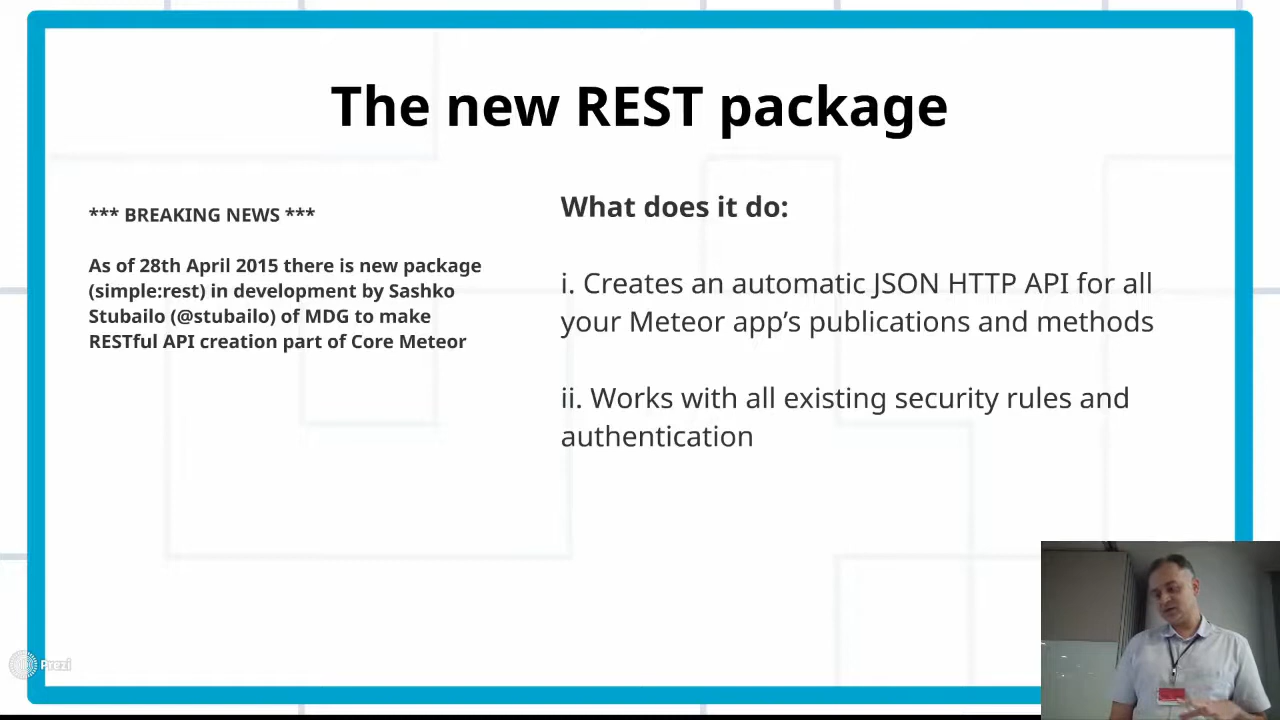 The new REST package
*** BREAKING NEWS ***
As of 28th April 2015 there is new package
(simple:rest) in development by Sashko
Stubailo (@stubailo) of MDG to make
RESTful API creation part of Core Meteor
What does it do:
i. Creates an automatic JSON HTTP API for all
your Meteor app’s publications and methods
ii. Works with all existing security rules and
authentication
Prezi